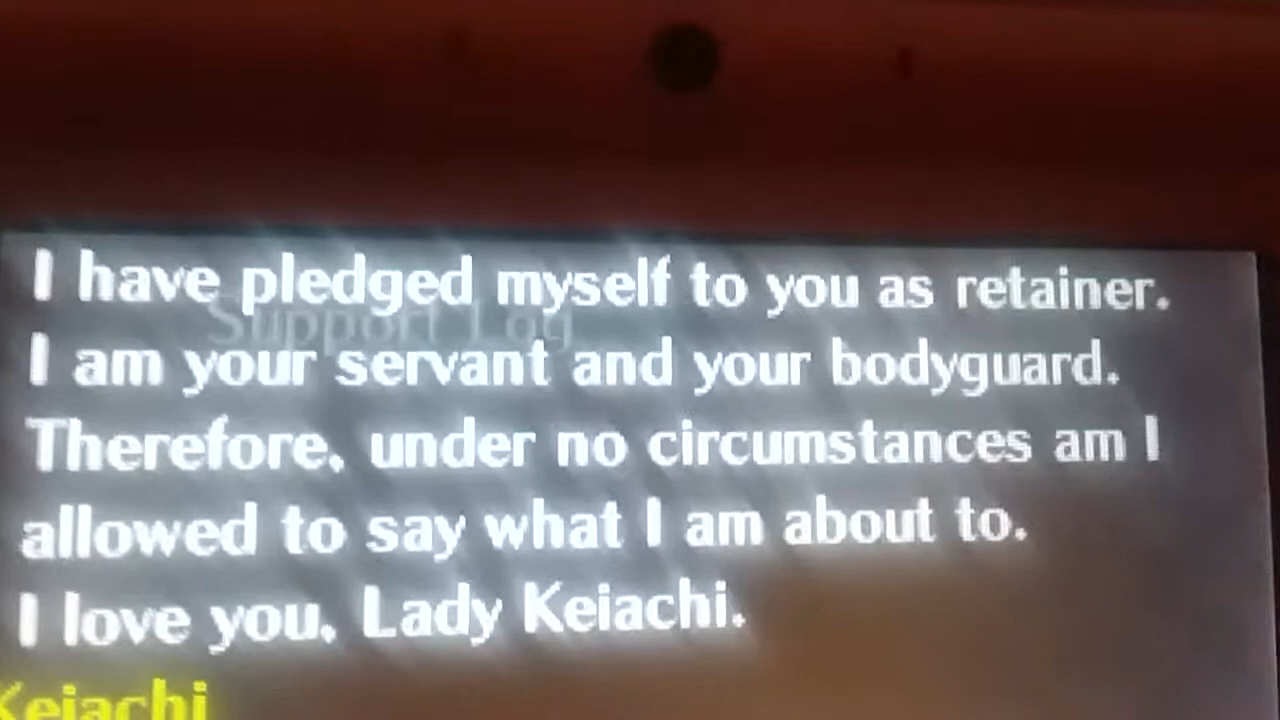 I have pledged myself to you as retainer.
Support Log
I am your servant and your bodyguard.
Therefore, under no circumstances am I
allowed to say what I am about to.
I love you, Lady Keiachi.
Keiachi